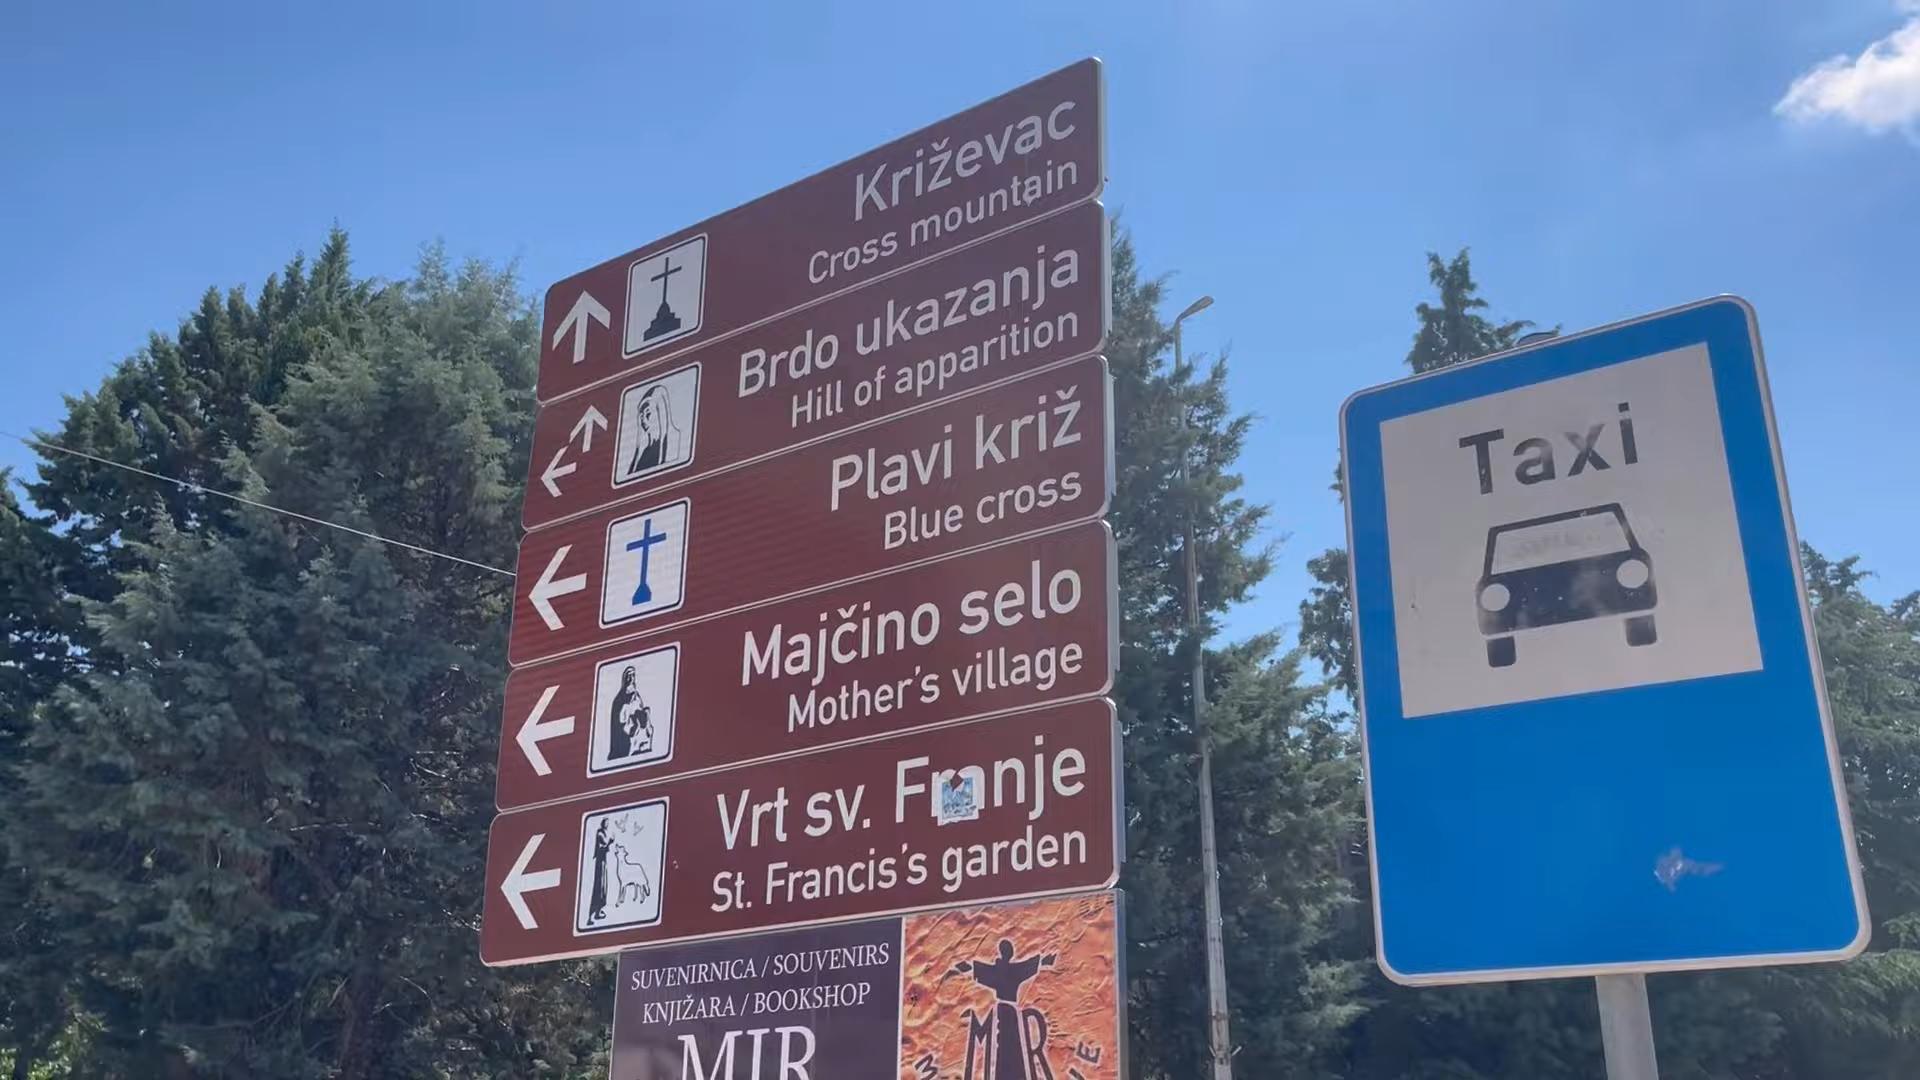 Križevac
Cross mountain
Brdo ukazanja
Hill of apparition
Plavi križ
Blue cross
Majčino selo
Mother's village
Vrt sv. Franje
St. Francis's garden
SUVENIRNICA / SOUVENIRS
KNJIŽARA / BOOKSHOP
MIR
MIR
Taxi